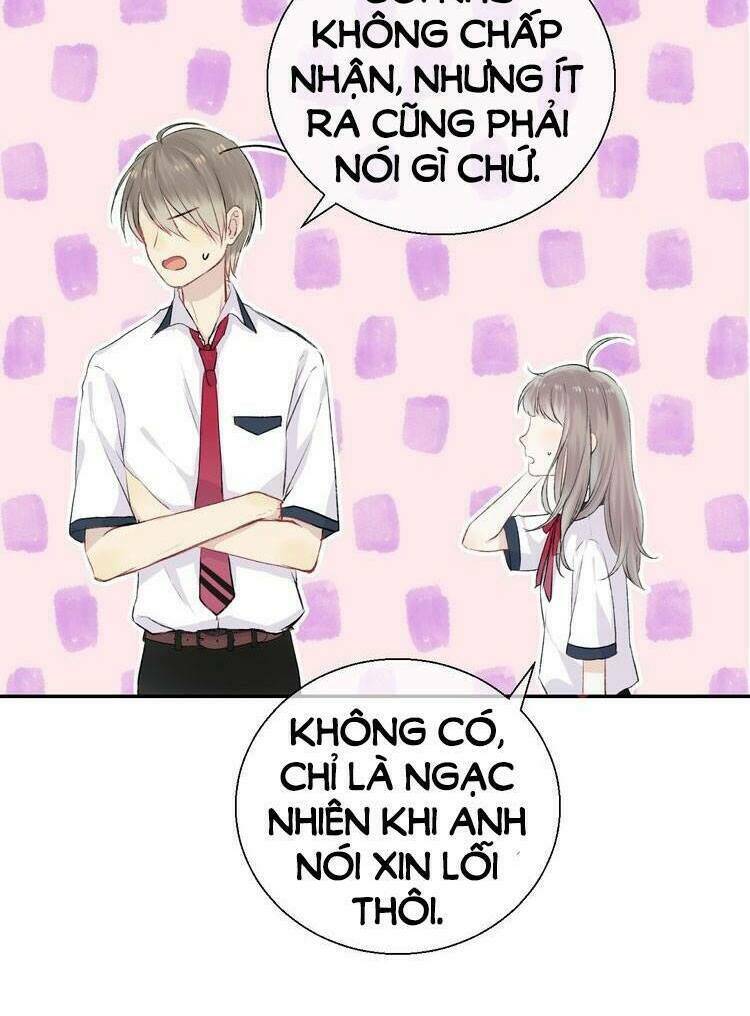 KHÔNG CHẤP
NHẬN, NHƯNG ÍT
RA CŨNG PHẢI
NÓI GÌ CHỨ.
KHÔNG CÓ,
CHỈ LÀ NGẠC
NHIÊN KHI ANH
NÓI XIN LỖI
THÔI.